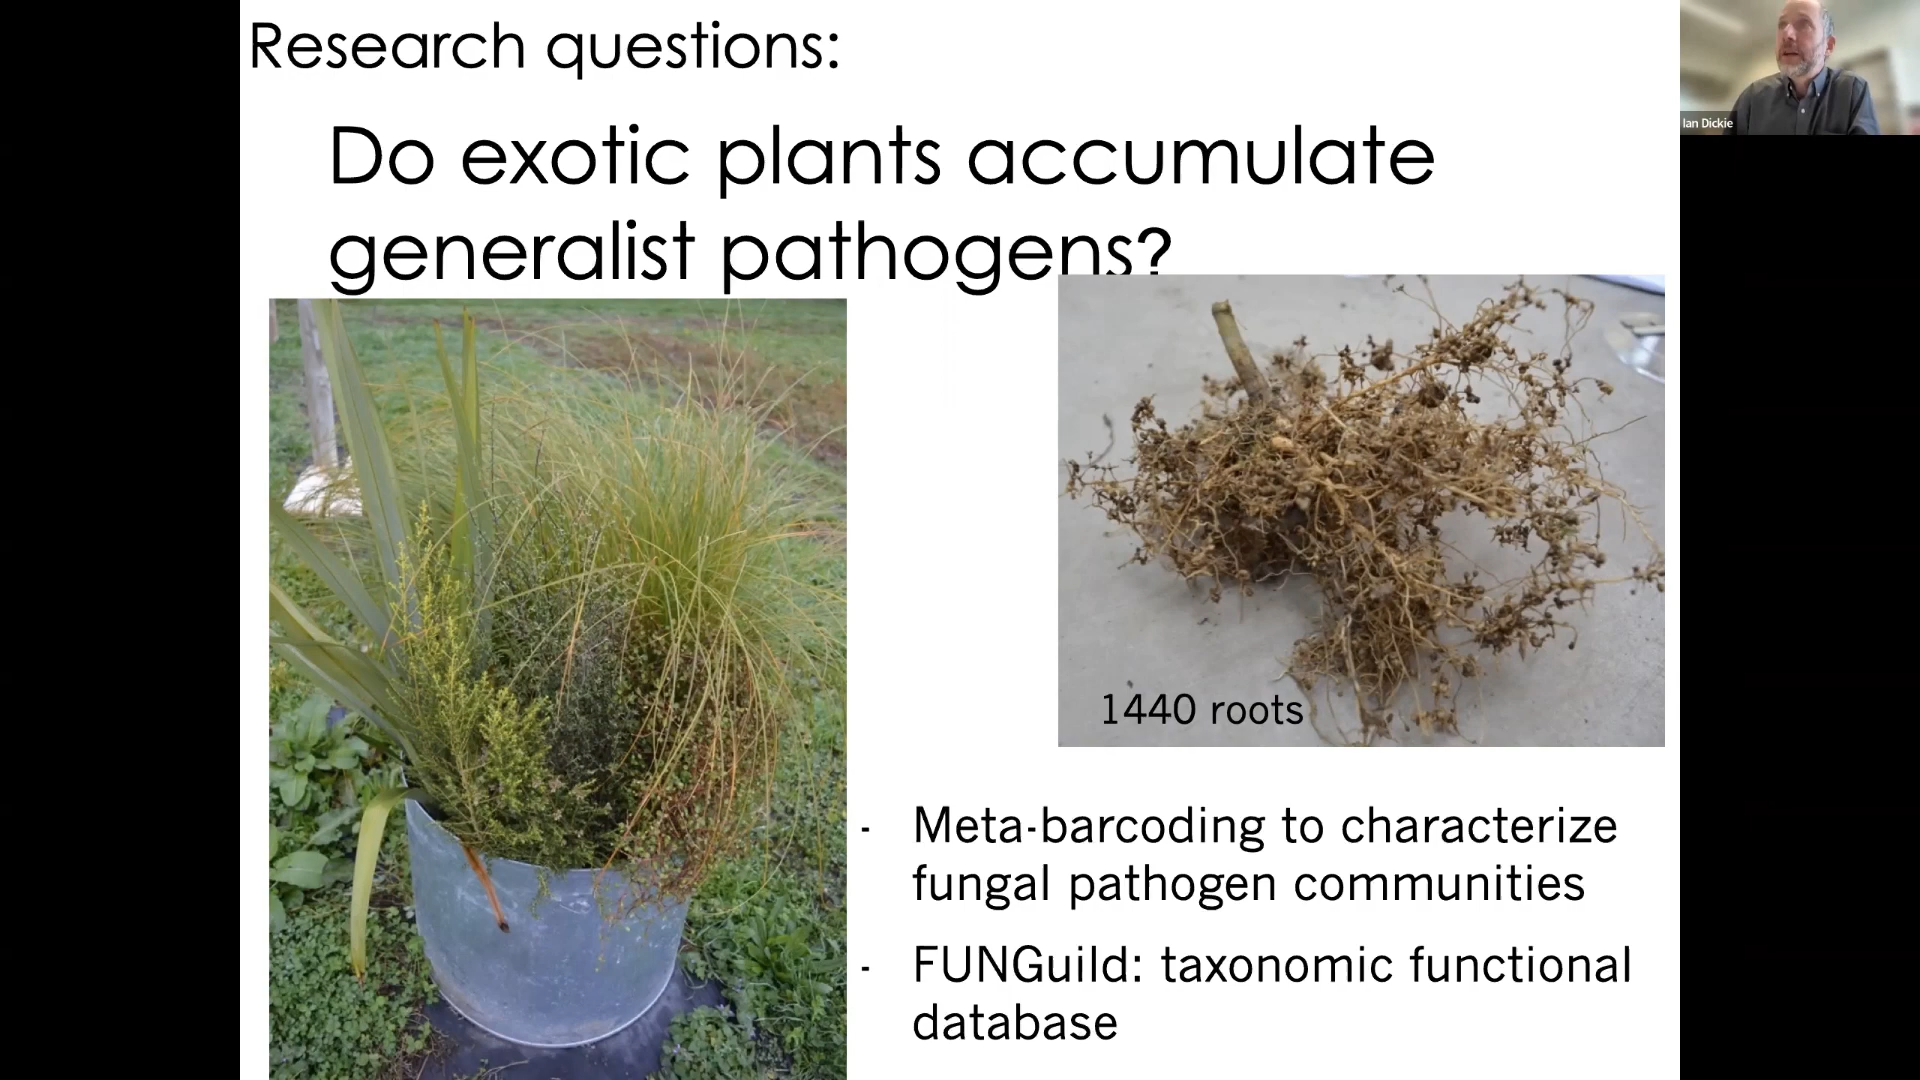 Research questions:
Do exotic plants accumulate
generalist pathogens?
Ian Dickie
1440 roots
- Meta-barcoding to characterize
fungal pathogen communities
- FUNGuild: taxonomic functional
database